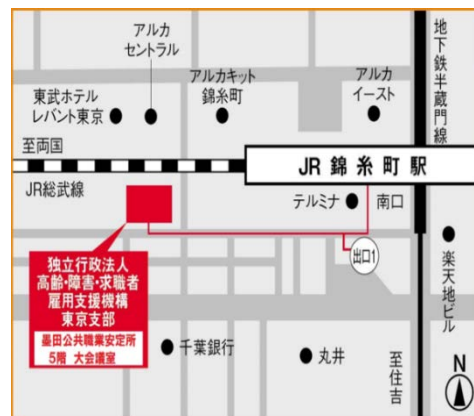 アルカ
セントラル
東武ホテル
レバント東京
アルカキット
錦糸町
アルカ
イースト
地下鉄半蔵門線
至両国
JR総武線
JR 錦糸町駅
テルミナ
南口
出口1
独立行政法人
高齢・障害・求職者
雇用支援機構
東京支部
墨田公共職業安定所
5階 大会議室
楽天地ビル
千葉銀行
丸井
至住吉
N